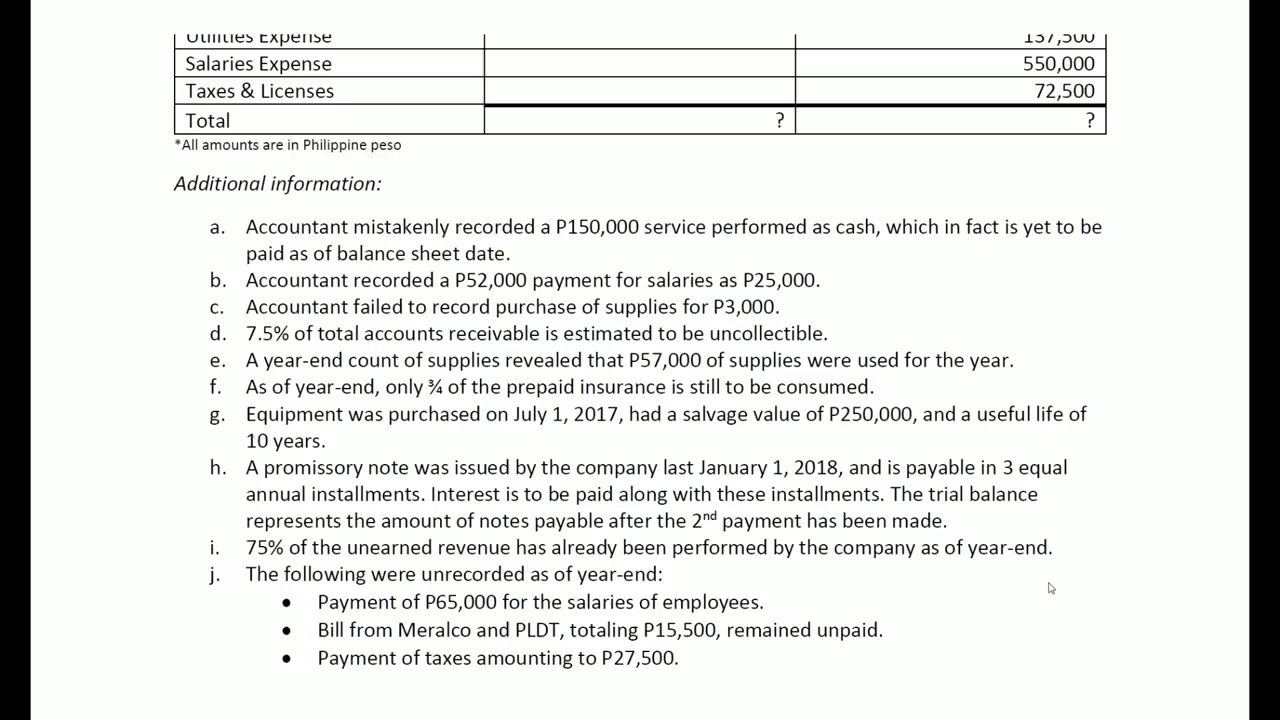 Utilities Expense 137,500
Salaries Expense 550,000
Taxes & Licenses 72,500
Total ? ?
*All amounts are in Philippine peso
Additional information:
a. Accountant mistakenly recorded a P150,000 service performed as cash, which in fact is yet to be
paid as of balance sheet date.
b. Accountant recorded a P52,000 payment for salaries as P25,000.
c. Accountant failed to record purchase of supplies for P3,000.
d. 7.5% of total accounts receivable is estimated to be uncollectible.
e. A year-end count of supplies revealed that P57,000 of supplies were used for the year.
f. As of year-end, only ¾ of the prepaid insurance is still to be consumed.
g. Equipment was purchased on July 1, 2017, had a salvage value of P250,000, and a useful life of
10 years.
h. A promissory note was issued by the company last January 1, 2018, and is payable in 3 equal
annual installments. Interest is to be paid along with these installments. The trial balance
represents the amount of notes payable after the 2nd payment has been made.
i. 75% of the unearned revenue has already been performed by the company as of year-end.
j. The following were unrecorded as of year-end:
• Payment of P65,000 for the salaries of employees.
• Bill from Meralco and PLDT, totaling P15,500, remained unpaid.
• Payment of taxes amounting to P27,500.